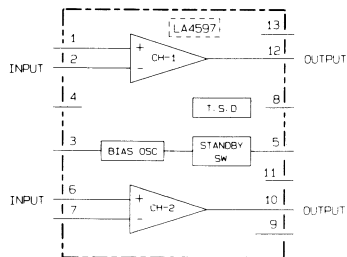 LA4597
13
1
+
CH-1
12
OUTPUT
INPUT
2
-
4
T.S.D
8
3
BIAS OSC
STANDBY
SW
5
11
6
+
CH-2
10
OUTPUT
INPUT
7
-
9